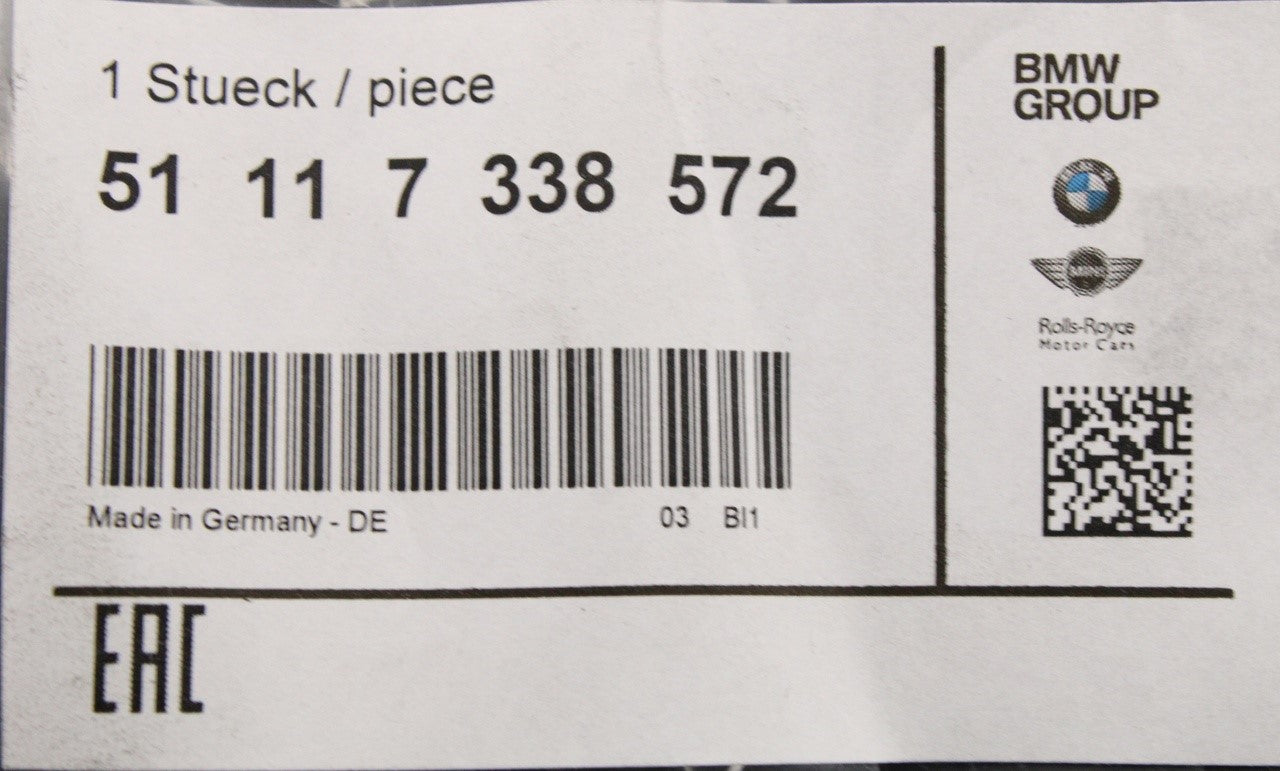 1 Stueck / piece
51 11 7 338 572
Made in Germany - DE
03 BI1
BMW
GROUP
MINI
Rolls-Royce
Motor Cars
EAC